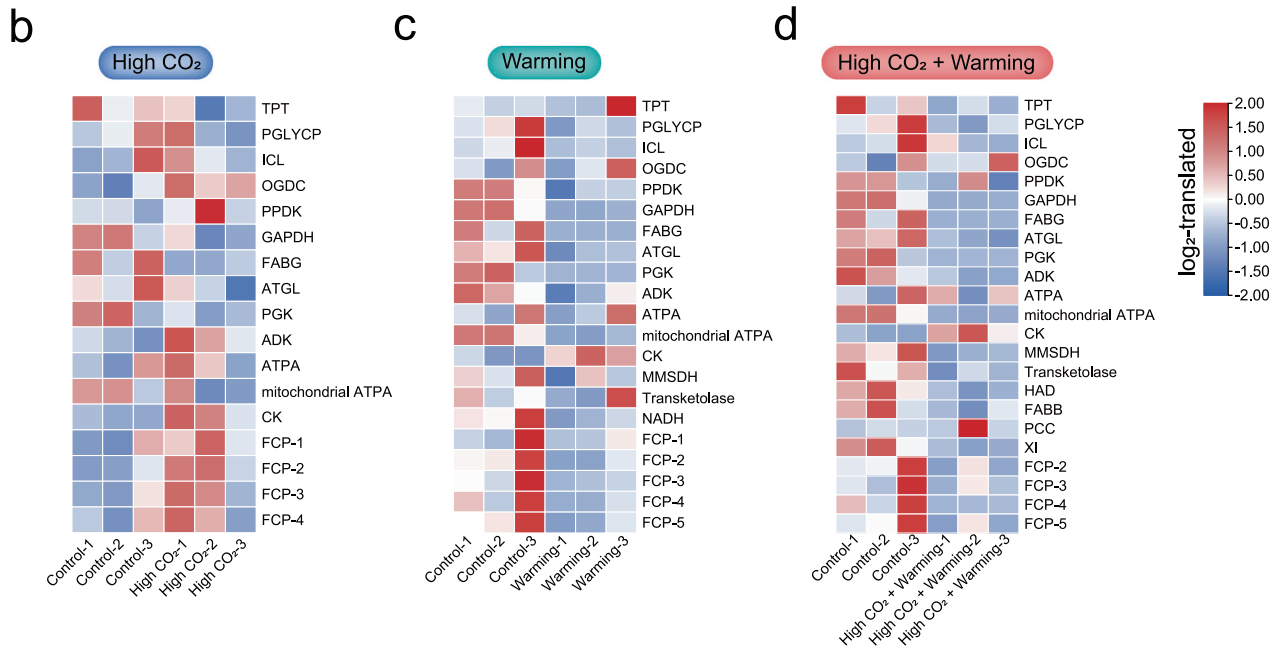 b
High CO₂
TPT
PGLYCP
ICL
OGDC
PPDK
GAPDH
FABG
ATGL
PGK
ADK
ATPA
mitochondrial ATPA
CK
FCP-1
FCP-2
FCP-3
FCP-4
Control-1
Control-2
Control-3
High CO₂-1
High CO₂-2
High CO₂-3
c
Warming
TPT
PGLYCP
ICL
OGDC
PPDK
GAPDH
FABG
ATGL
PGK
ADK
ATPA
mitochondrial ATPA
CK
MMSDH
Transketolase
NADH
FCP-1
FCP-2
FCP-3
FCP-4
FCP-5
Control-1
Control-2
Control-3
Warming-1
Warming-2
Warming-3
d
High CO₂ + Warming
TPT
PGLYCP
ICL
OGDC
PPDK
GAPDH
FABG
ATGL
PGK
ADK
ATPA
mitochondrial ATPA
CK
MMSDH
Transketolase
HAD
FABB
PCC
XI
FCP-2
FCP-3
FCP-4
FCP-5
Control-1
Control-2
Control-3
High CO₂ + Warming-1
High CO₂ + Warming-2
High CO₂ + Warming-3
log₂-translated
2.00
1.50
1.00
0.50
0.00
-0.50
-1.00
-1.50
-2.00